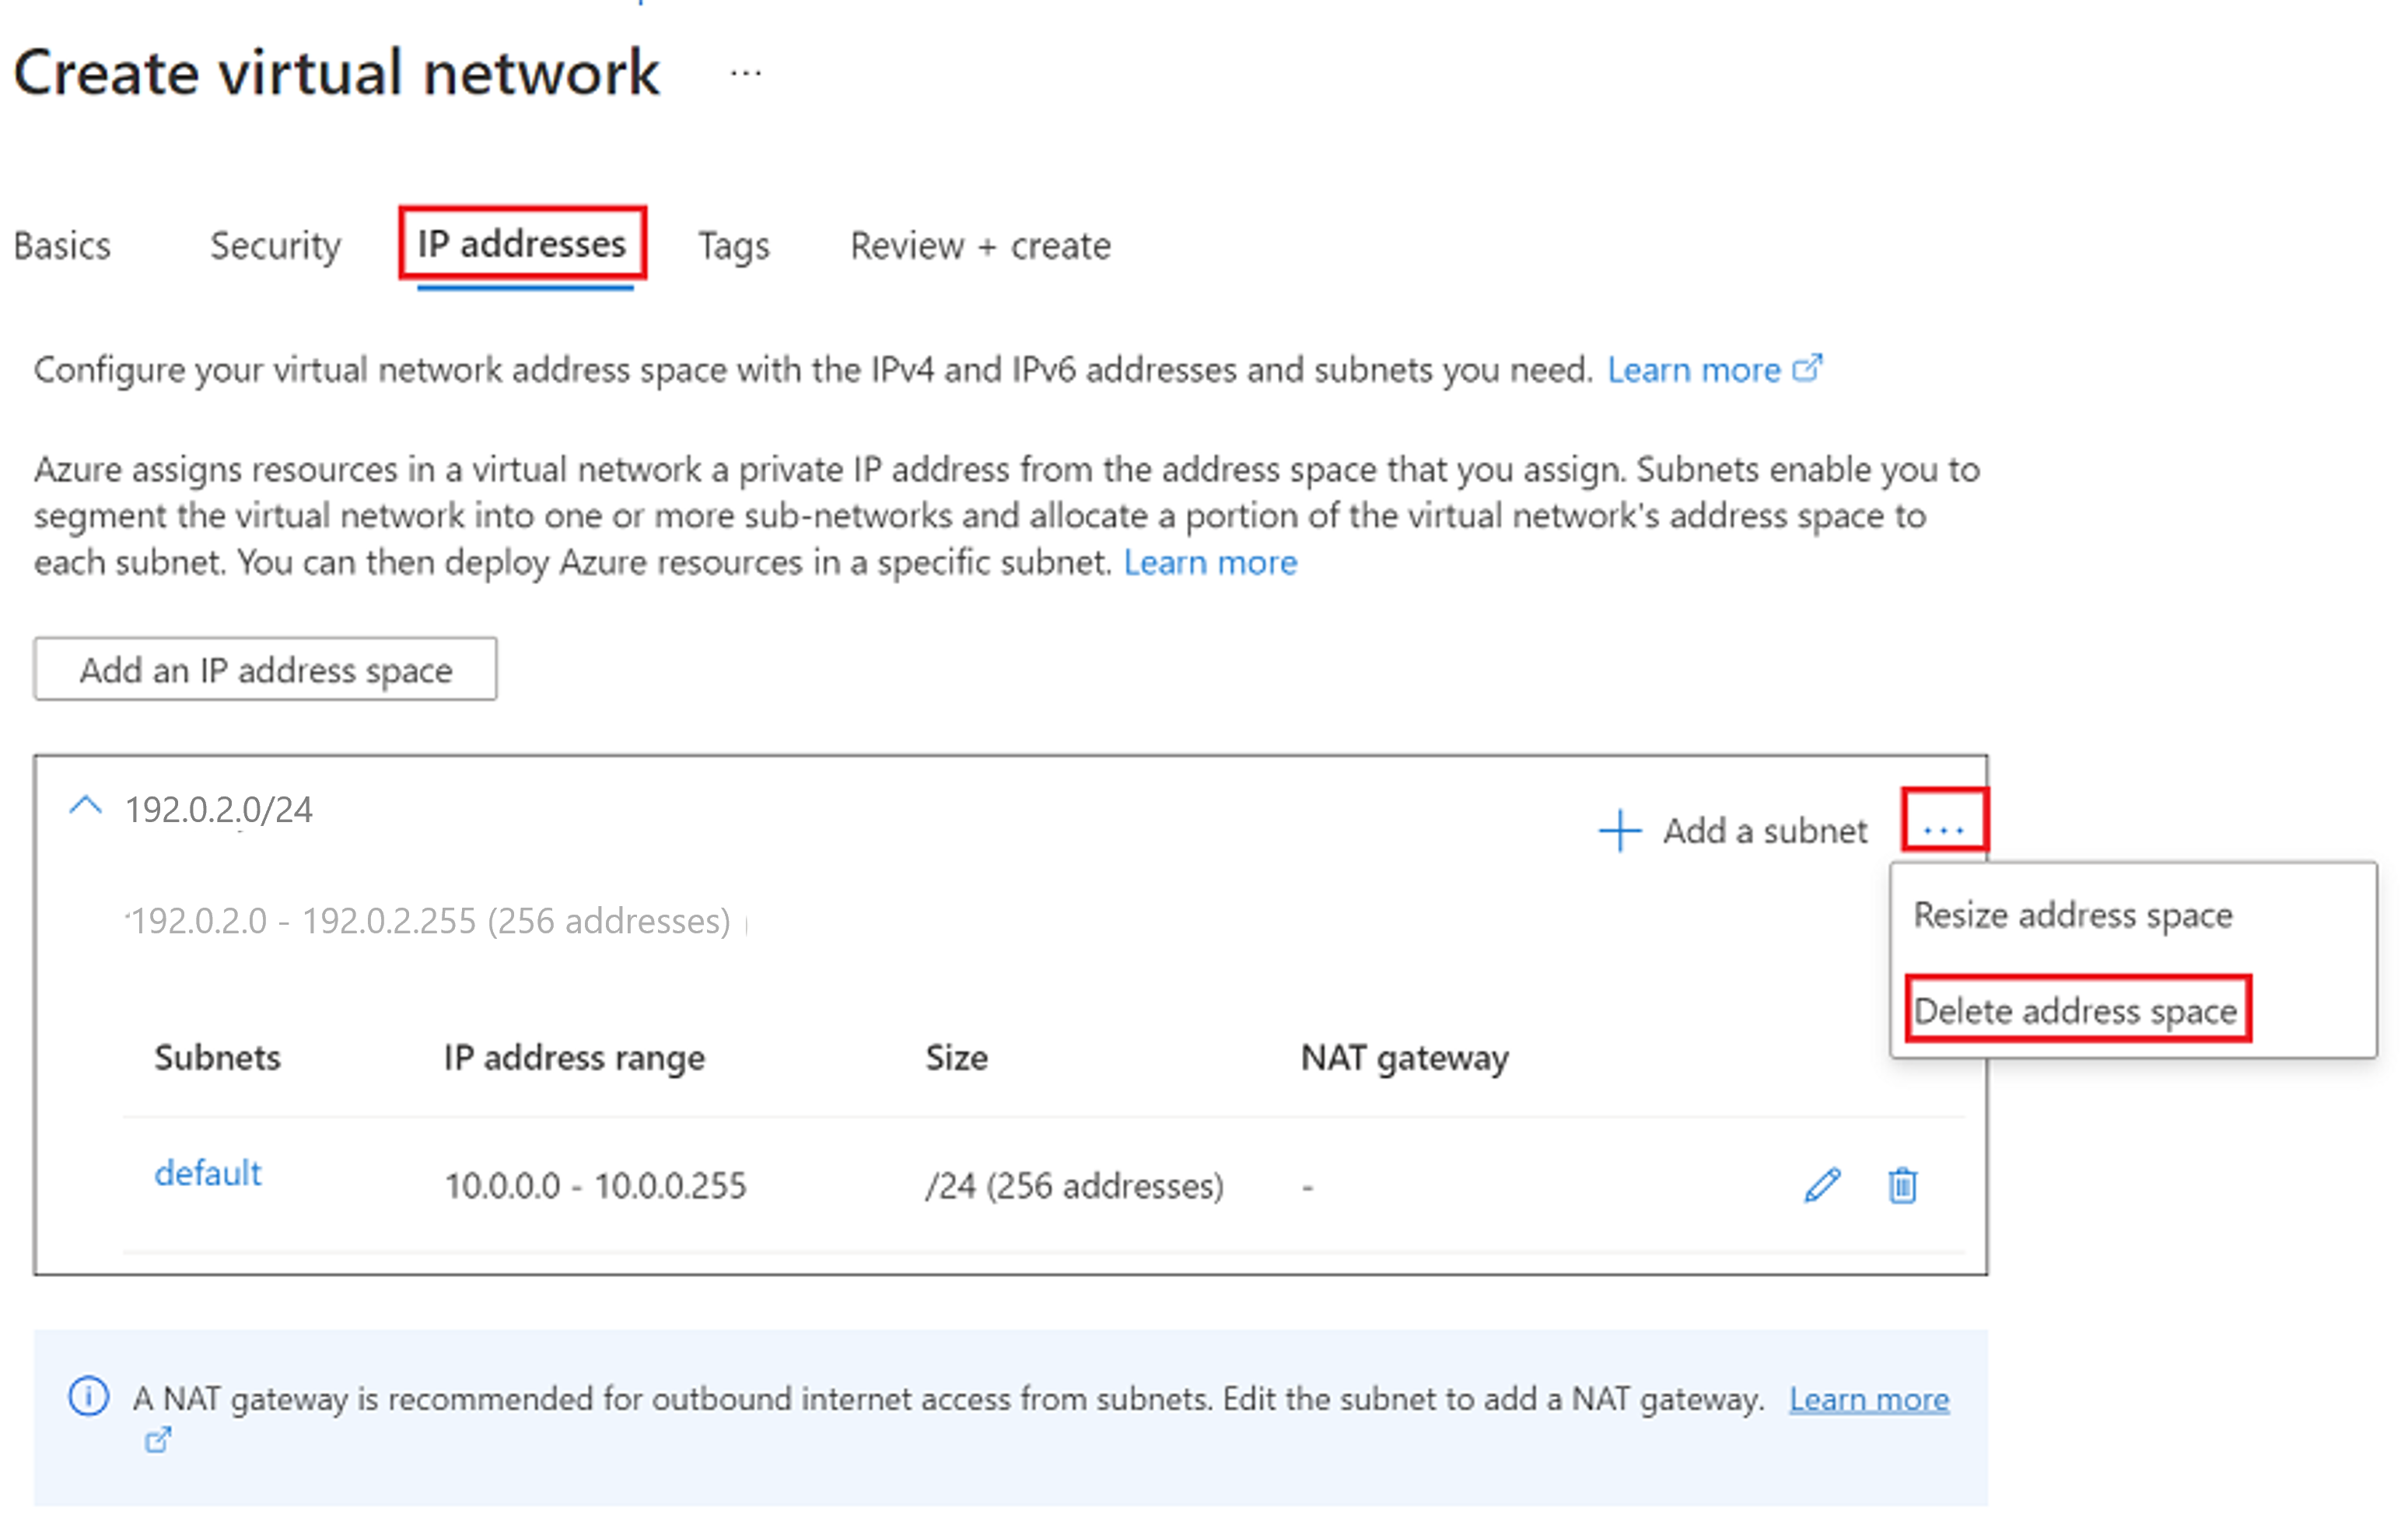 Create virtual network ...
Basics Security IP addresses Tags Review + create
Configure your virtual network address space with the IPv4 and IPv6 addresses and subnets you need. Learn more
Azure assigns resources in a virtual network a private IP address from the address space that you assign. Subnets enable you to
segment the virtual network into one or more sub-networks and allocate a portion of the virtual network's address space to
each subnet. You can then deploy Azure resources in a specific subnet. Learn more
Add an IP address space
192.0.2.0/24
Add a subnet ...
192.0.2.0 - 192.0.2.255 (256 addresses)
Resize address space
Delete address space
Subnets IP address range Size NAT gateway
default 10.0.0.0 - 10.0.0.255 /24 (256 addresses) -
A NAT gateway is recommended for outbound internet access from subnets. Edit the subnet to add a NAT gateway. Learn more